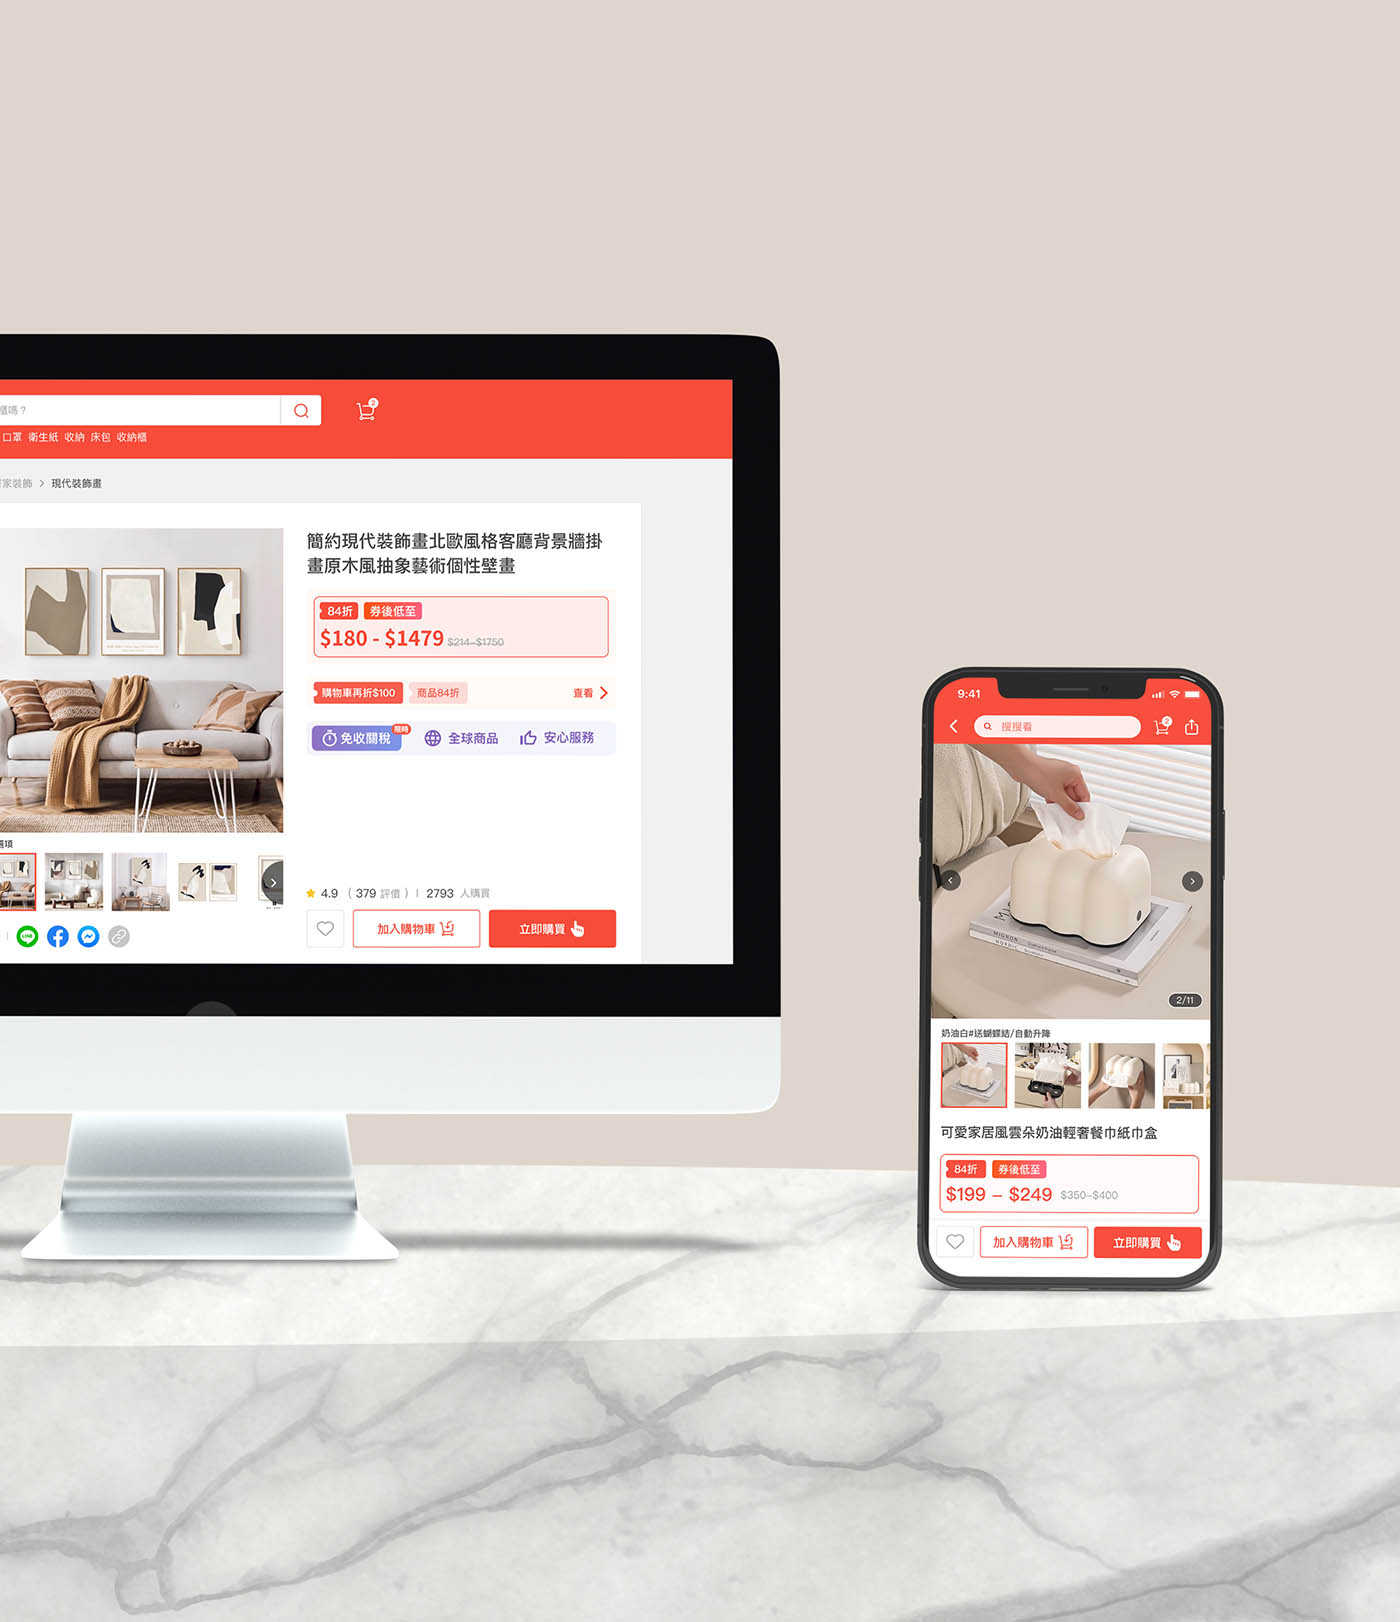 櫃嗎？
2
口罩 衛生紙 收納 床包 收納櫃
家裝飾 > 現代裝飾畫
簡約現代裝飾畫北歐風格客廳背景牆掛
畫原木風抽象藝術個性壁畫
84折 券後低至
$180 - $1479 $214–$1750
購物車再折$100 商品84折 查看
免收關稅 限時 全球商品 安心服務
選項
4.9 ( 379 評價 ) | 2793 人購買
LINE
加入購物車 立即購買
9:41
搜搜看 2
MIGNON
NORDIC
2/11
奶油白#送蝴蝶結/自動升降
可愛家居風雲朵奶油輕奢餐巾紙巾盒
84折 券後低至
$199 – $249 $350–$400
加入購物車 立即購買